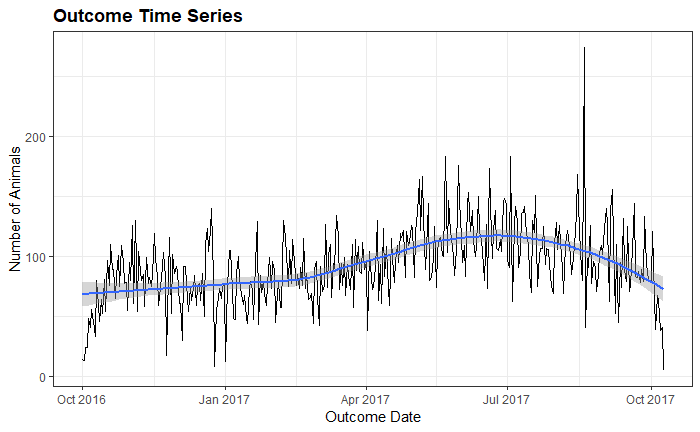 Outcome Time Series
Number of Animals
200
100
0
Oct 2016
Jan 2017
Apr 2017
Jul 2017
Oct 2017
Outcome Date